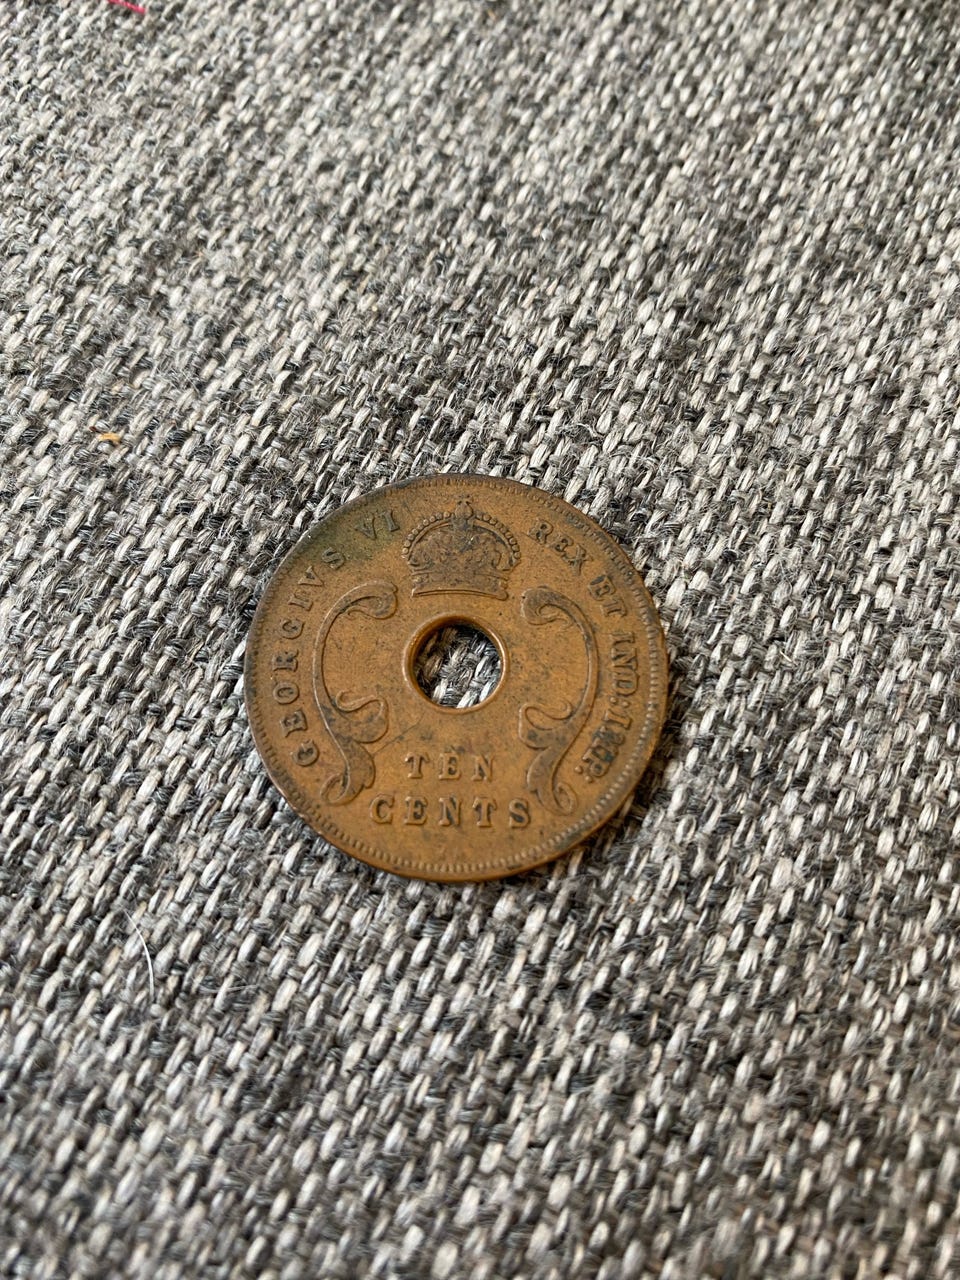 GEORGIVS VI REX ET IND:IMP:
TEN
CENTS